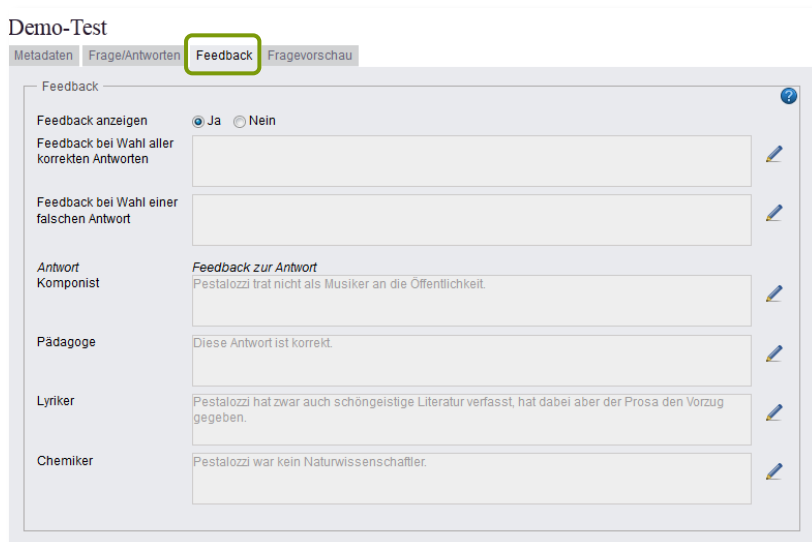 Demo-Test
Metadaten Frage/Antworten Feedback Fragevorschau
Feedback
?
Feedback anzeigen Ja Nein
Feedback bei Wahl aller
korrekten Antworten
Feedback bei Wahl einer
falschen Antwort
Antwort Feedback zur Antwort
Komponist Pestalozzi trat nicht als Musiker an die Öffentlichkeit.
Pädagoge Diese Antwort ist korrekt.
Lyriker Pestalozzi hat zwar auch schöngeistige Literatur verfasst, hat dabei aber der Prosa den Vorzug
gegeben.
Chemiker Pestalozzi war kein Naturwissenschaftler.